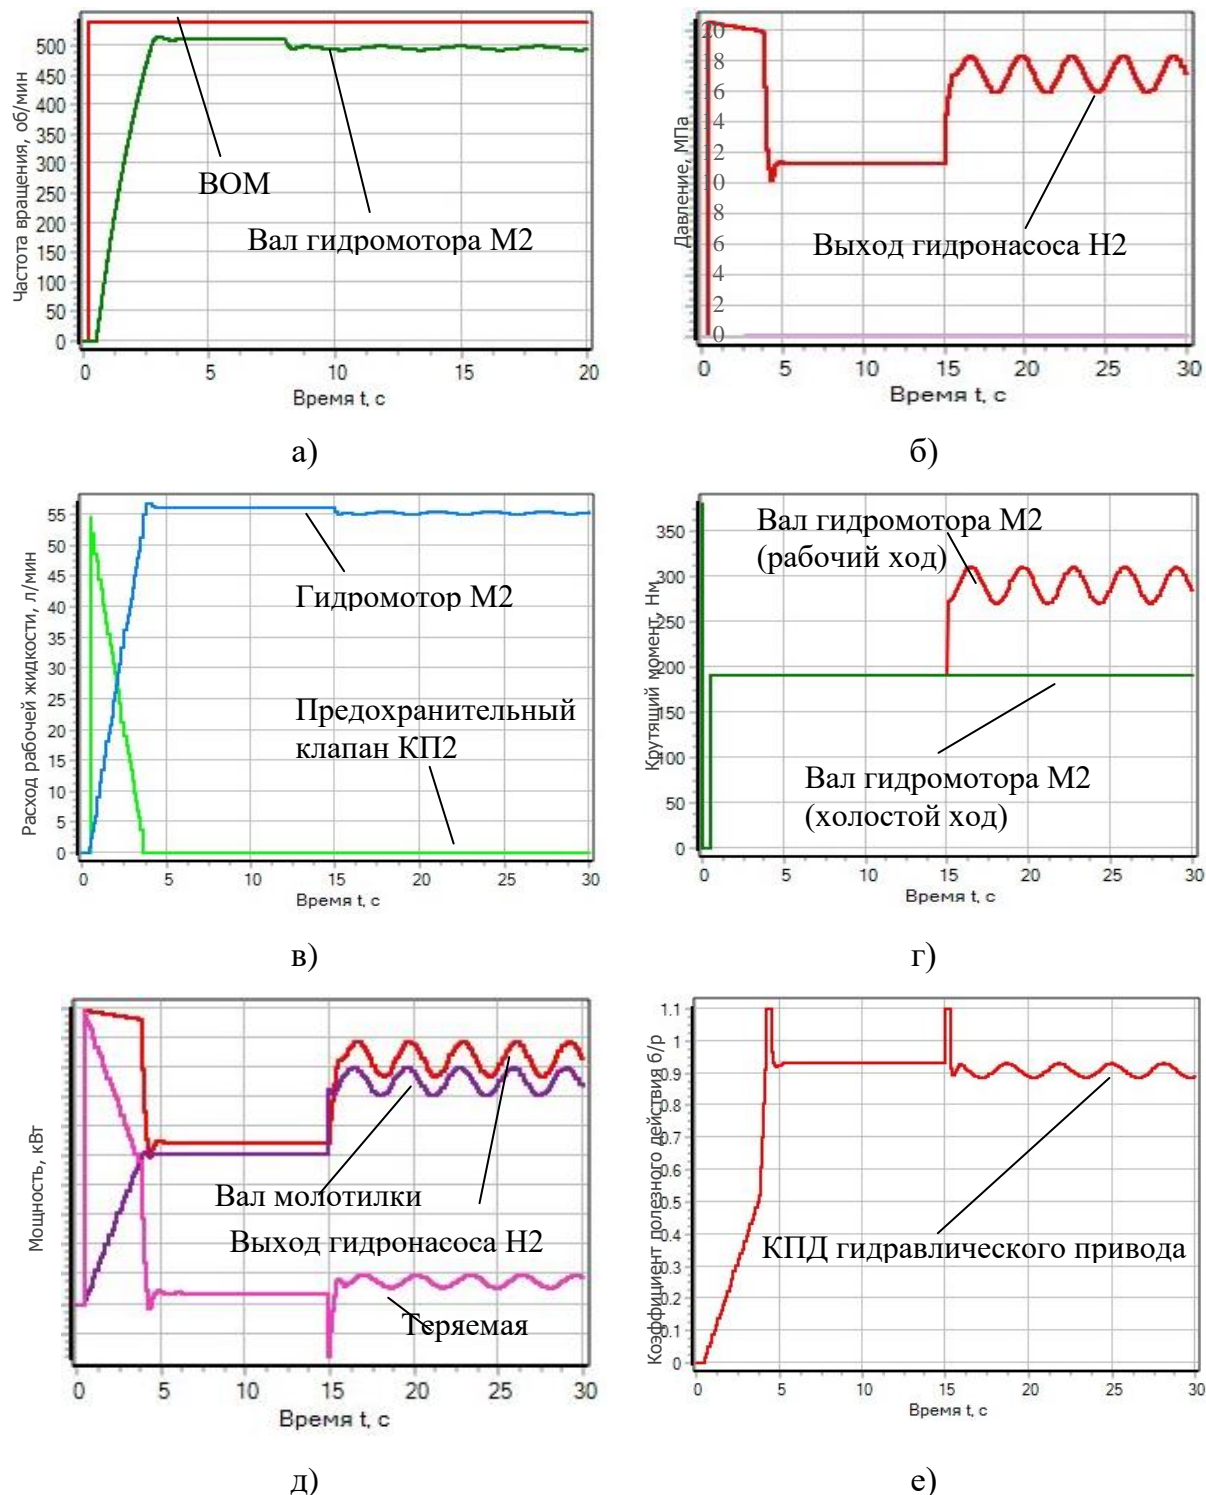 Частота вращения, об/мин
500
450
400
350
300
250
200
150
100
50
0
ВОМ
Вал гидромотора М2
0 5 10 15 20
Время t, с
а)
Давление, МПа
20
18
16
14
12
10
8
6
4
2
0
Выход гидронасоса Н2
0 5 10 15 20 25 30
Время t, с
б)
Расход рабочей жидкости, л/мин
55
50
45
40
35
30
25
20
15
10
5
0
Гидромотор М2
Предохранительный
клапан КП2
0 5 10 15 20 25 30
Время t, с
в)
Крутящий момент, Нм
350
300
250
200
150
100
50
0
Вал гидромотора М2
(рабочий ход)
Вал гидромотора М2
(холостой ход)
0 5 10 15 20 25 30
Время t, с
г)
Мощность, кВт
Вал молотилки
Выход гидронасоса Н2
Теряемая
0 5 10 15 20 25 30
Время t, с
д)
Коэффициент полезного действия б/р
1.1
1
0.9
0.8
0.7
0.6
0.5
0.4
0.3
0.2
0.1
0
КПД гидравлического привода
0 5 10 15 20 25 30
Время t, с
е)